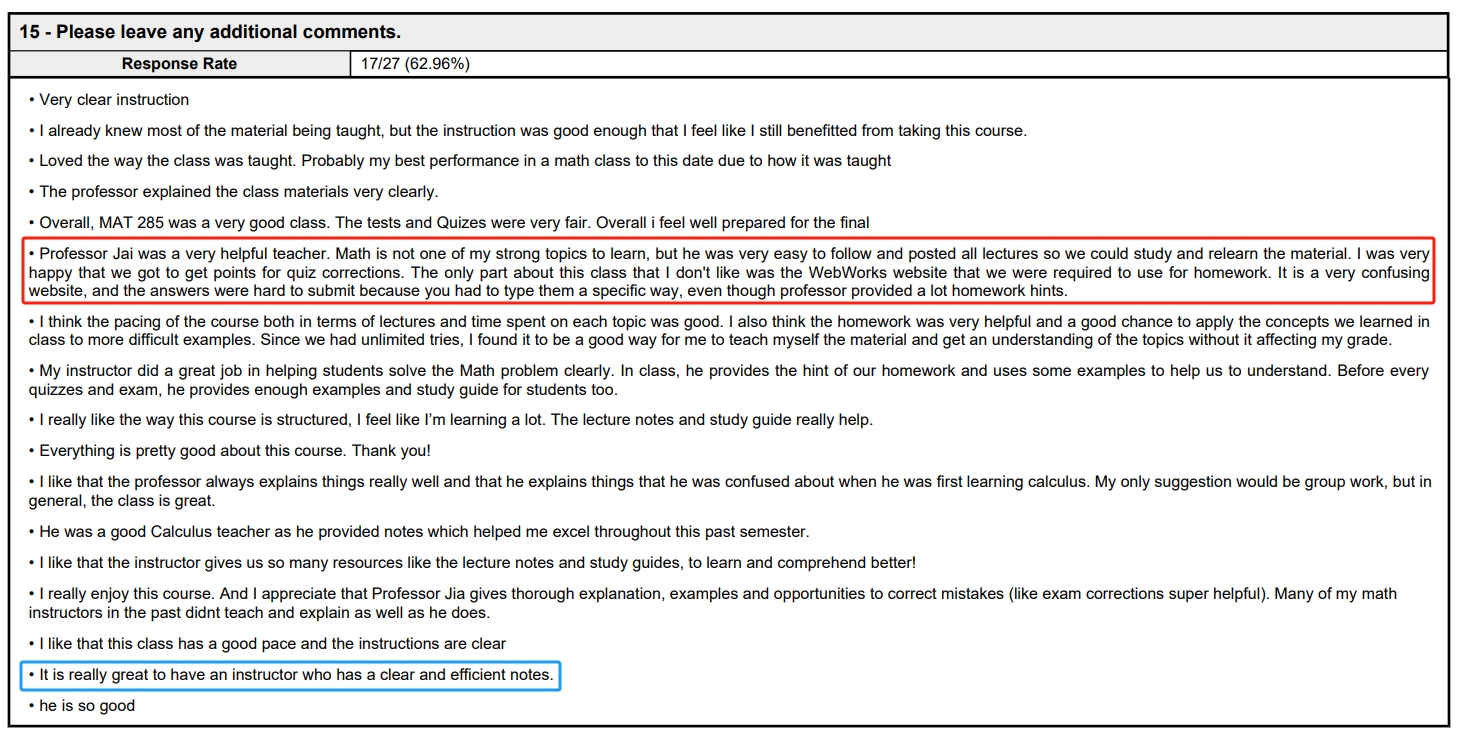 15 - Please leave any additional comments.
Response Rate
17/27 (62.96%)
• Very clear instruction
• I already knew most of the material being taught, but the instruction was good enough that I feel like I still benefitted from taking this course.
• Loved the way the class was taught. Probably my best performance in a math class to this date due to how it was taught
• The professor explained the class materials very clearly.
• Overall, MAT 285 was a very good class. The tests and Quizes were very fair. Overall i feel well prepared for the final
• Professor Jai was a very helpful teacher. Math is not one of my strong topics to learn, but he was very easy to follow and posted all lectures so we could study and relearn the material. I was very
happy that we got to get points for quiz corrections. The only part about this class that I don't like was the WebWorks website that we were required to use for homework. It is a very confusing
website, and the answers were hard to submit because you had to type them a specific way, even though professor provided a lot homework hints.
• I think the pacing of the course both in terms of lectures and time spent on each topic was good. I also think the homework was very helpful and a good chance to apply the concepts we learned in
class to more difficult examples. Since we had unlimited tries, I found it to be a good way for me to teach myself the material and get an understanding of the topics without it affecting my grade.
• My instructor did a great job in helping students solve the Math problem clearly. In class, he provides the hint of our homework and uses some examples to help us to understand. Before every
quizzes and exam, he provides enough examples and study guide for students too.
• I really like the way this course is structured, I feel like I’m learning a lot. The lecture notes and study guide really help.
• Everything is pretty good about this course. Thank you!
• I like that the professor always explains things really well and that he explains things that he was confused about when he was first learning calculus. My only suggestion would be group work, but in
general, the class is great.
• He was a good Calculus teacher as he provided notes which helped me excel throughout this past semester.
• I like that the instructor gives us so many resources like the lecture notes and study guides, to learn and comprehend better!
• I really enjoy this course. And I appreciate that Professor Jia gives thorough explanation, examples and opportunities to correct mistakes (like exam corrections super helpful). Many of my math
instructors in the past didnt teach and explain as well as he does.
• I like that this class has a good pace and the instructions are clear
• It is really great to have an instructor who has a clear and efficient notes.
• he is so good